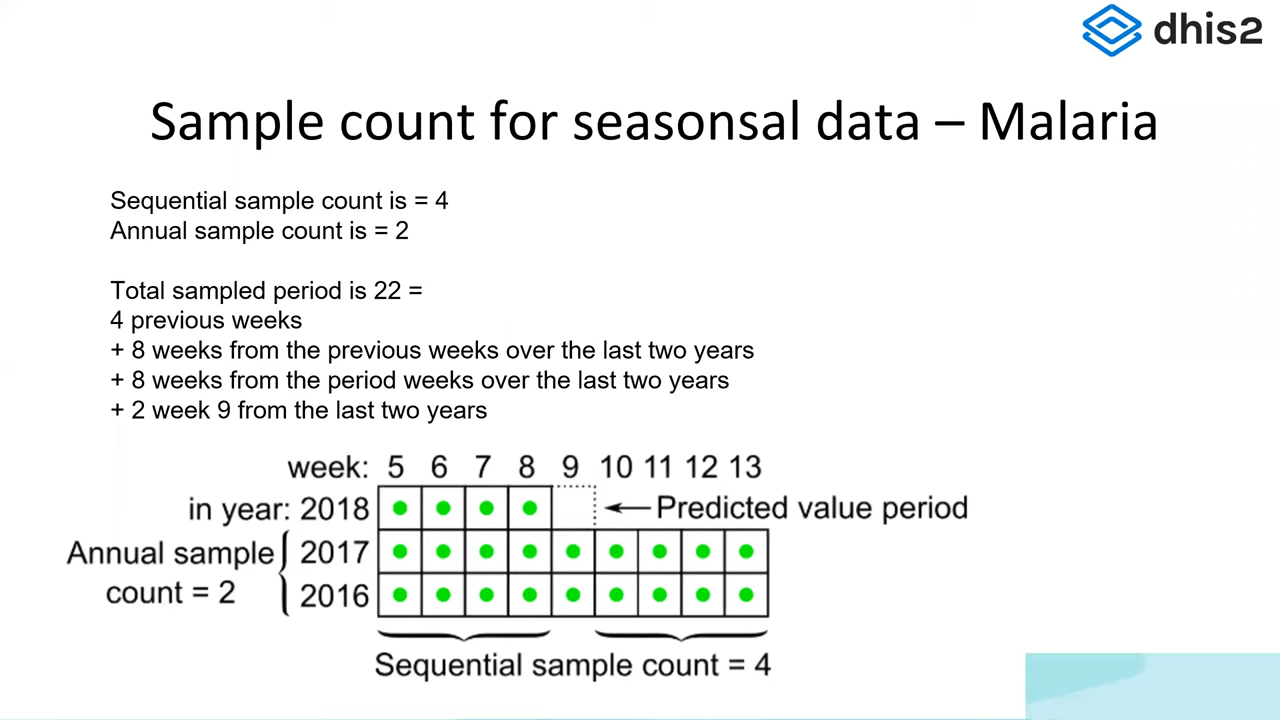 dhis2
Sample count for seasonsal data – Malaria
Sequential sample count is = 4
Annual sample count is = 2
Total sampled period is 22 =
4 previous weeks
+ 8 weeks from the previous weeks over the last two years
+ 8 weeks from the period weeks over the last two years
+ 2 week 9 from the last two years
week: 5 6 7 8 9 10 11 12 13
in year: 2018 Predicted value period
Annual sample 2017
count = 2 2016
Sequential sample count = 4